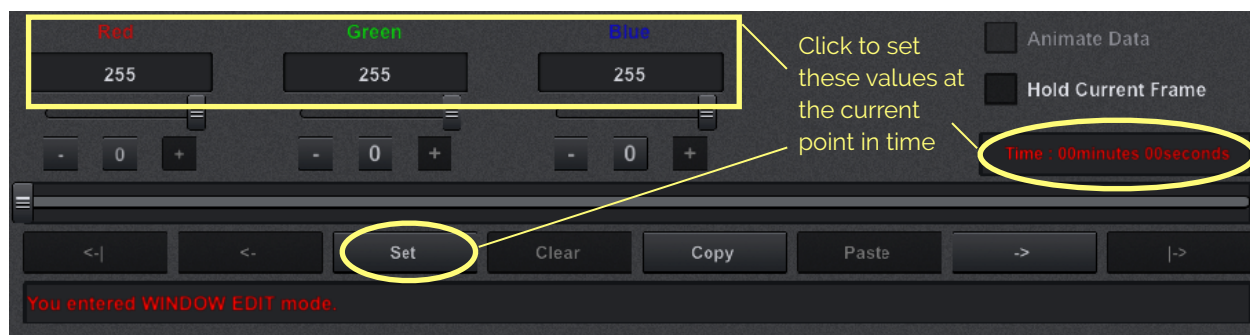 Red Green Blue
255 255 255
Click to set
these values at
the current
point in time
Animate Data
Hold Current Frame
- 0 + - 0 + - 0 +
Time : 00minutes 00seconds
<-| <- Set Clear Copy Paste -> |->
You entered WINDOW EDIT mode.